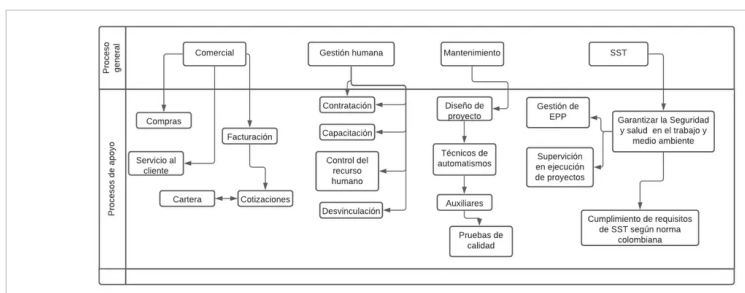 Proceso
general
Comercial
Gestión humana
Mantenimiento
SST
Procesos de apoyo
Compras
Facturación
Servicio al
cliente
Cartera
Cotizaciones
Contratación
Capacitación
Control del
recurso
humano
Desvinculación
Diseño de
proyecto
Técnicos de
automatismos
Auxiliares
Pruebas de
calidad
Gestión de
EPP
Supervición
en ejecución
de proyectos
Garantizar la Seguridad
y salud en el trabajo y
medio ambiente
Cumplimiento de requisitos
de SST según norma
colombiana